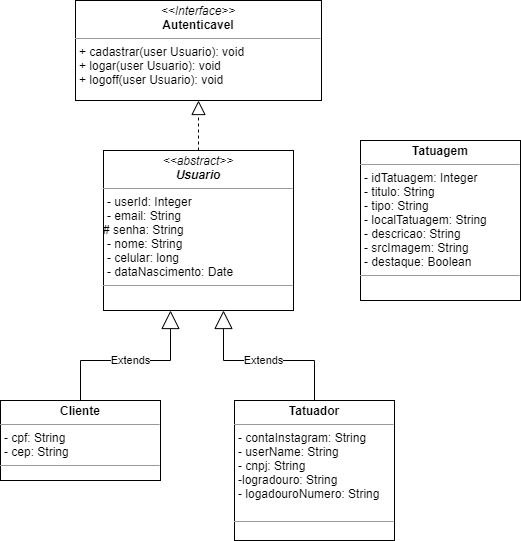 <<Interface>>
Autenticavel
+ cadastrar(user Usuario): void
+ logar(user Usuario): void
+ logoff(user Usuario): void
<<abstract>>
Usuario
- userId: Integer
- email: String
# senha: String
- nome: String
- celular: long
- dataNascimento: Date
Tatuagem
- idTatuagem: Integer
- titulo: String
- tipo: String
- localTatuagem: String
- descricao: String
- srcImagem: String
- destaque: Boolean
Extends
Extends
Cliente
- cpf: String
- cep: String
Tatuador
- contaInstagram: String
- userName: String
- cnpj: String
-logradouro: String
- logadouroNumero: String